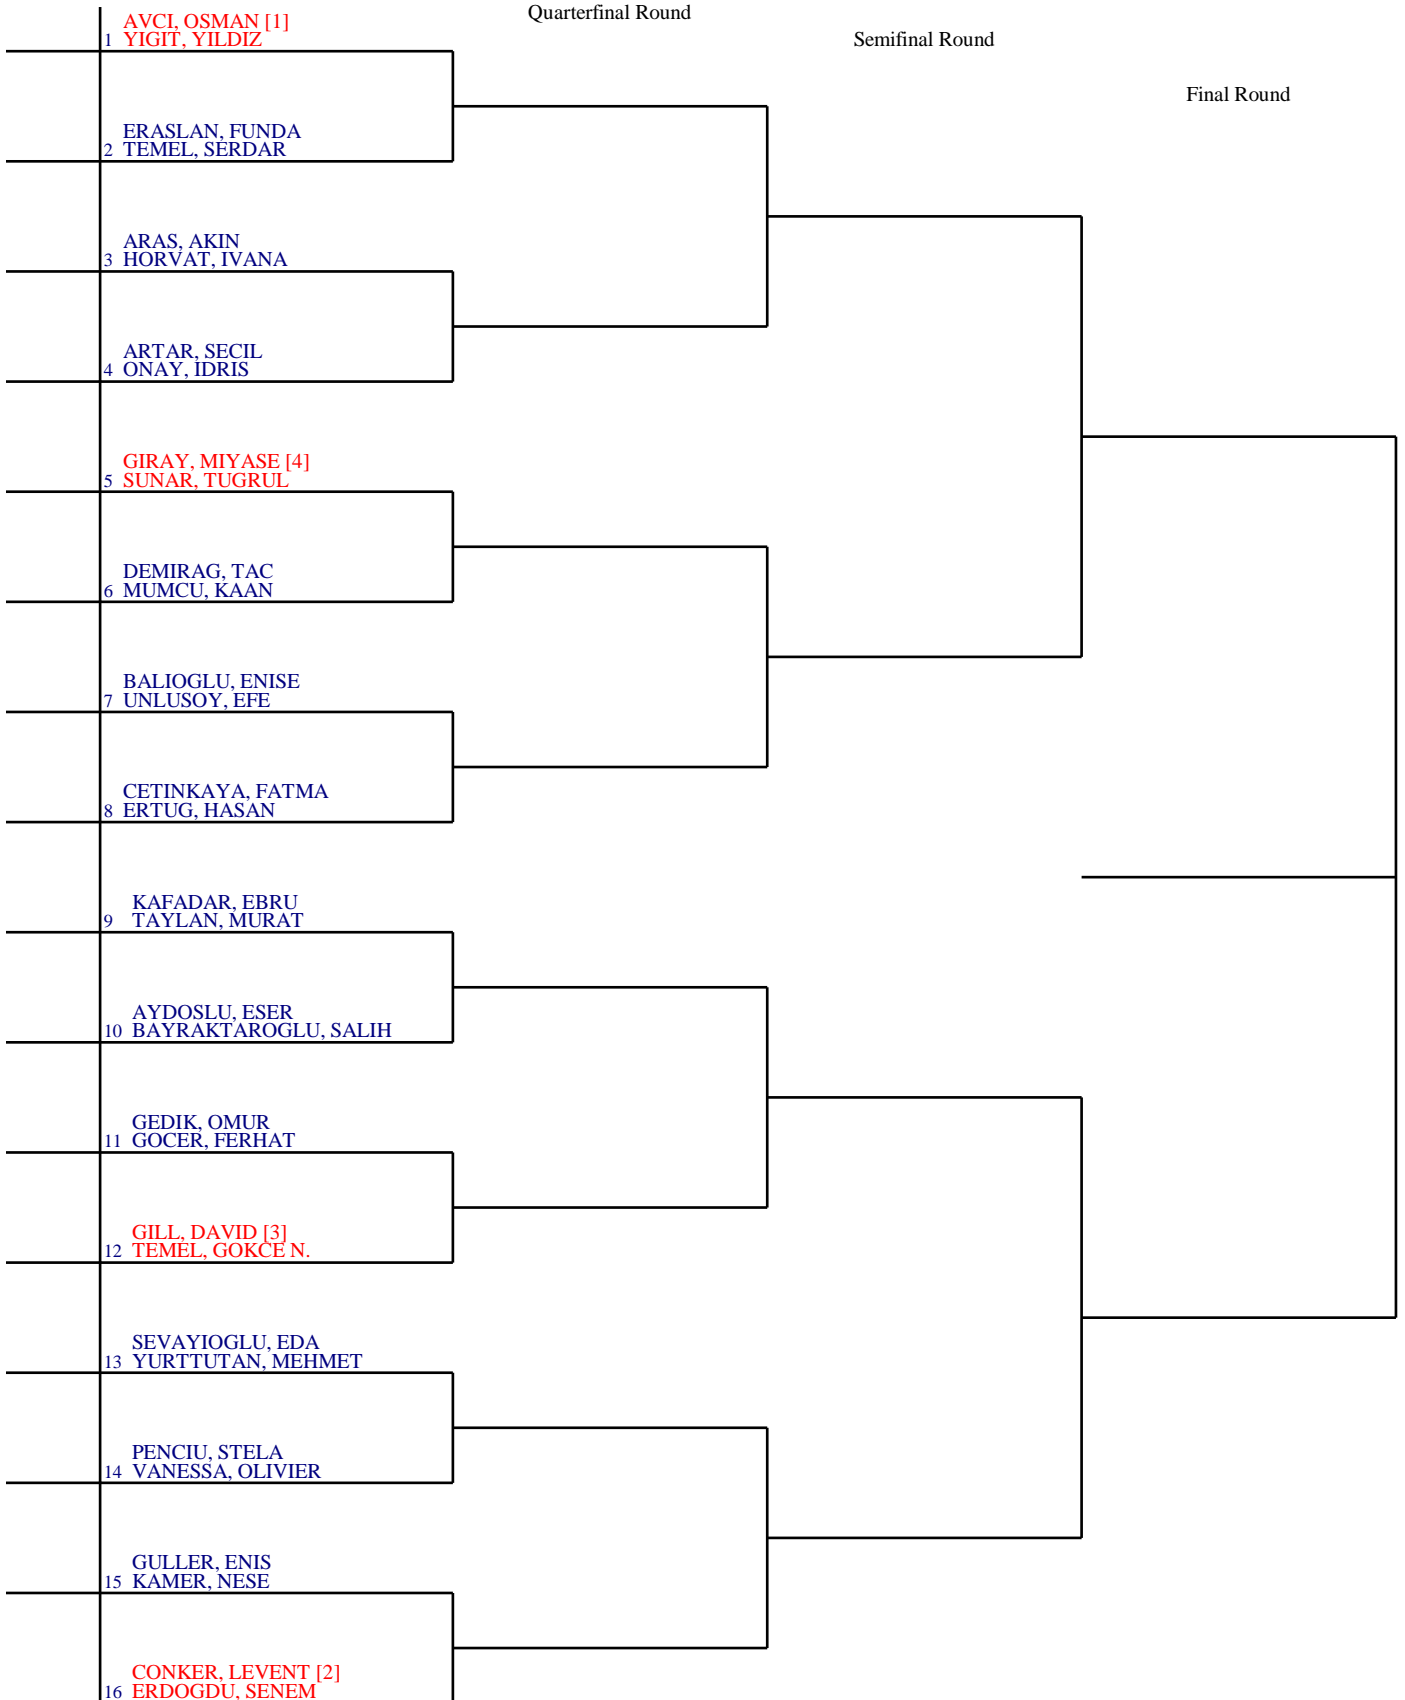 Quarterfinal Round
Semifinal Round
Final Round
AVCI, OSMAN [1]
1 YIGIT, YILDIZ
ERASLAN, FUNDA
2 TEMEL, SERDAR
ARAS, AKIN
3 HORVAT, IVANA
ARTAR, SECIL
4 ONAY, IDRIS
GIRAY, MIYASE [4]
5 SUNAR, TUGRUL
DEMIRAG, TAC
6 MUMCU, KAAN
BALIOGLU, ENISE
7 UNLUSOY, EFE
CETINKAYA, FATMA
8 ERTUG, HASAN
KAFADAR, EBRU
9 TAYLAN, MURAT
AYDOSLU, ESER
10 BAYRAKTAROGLU, SALIH
GEDIK, OMUR
11 GOCER, FERHAT
GILL, DAVID [3]
12 TEMEL, GOKCE N.
SEVAYIOGLU, EDA
13 YURTTUTAN, MEHMET
PENCIU, STELA
14 VANESSA, OLIVIER
GULLER, ENIS
15 KAMER, NESE
CONKER, LEVENT [2]
16 ERDOGDU, SENEM